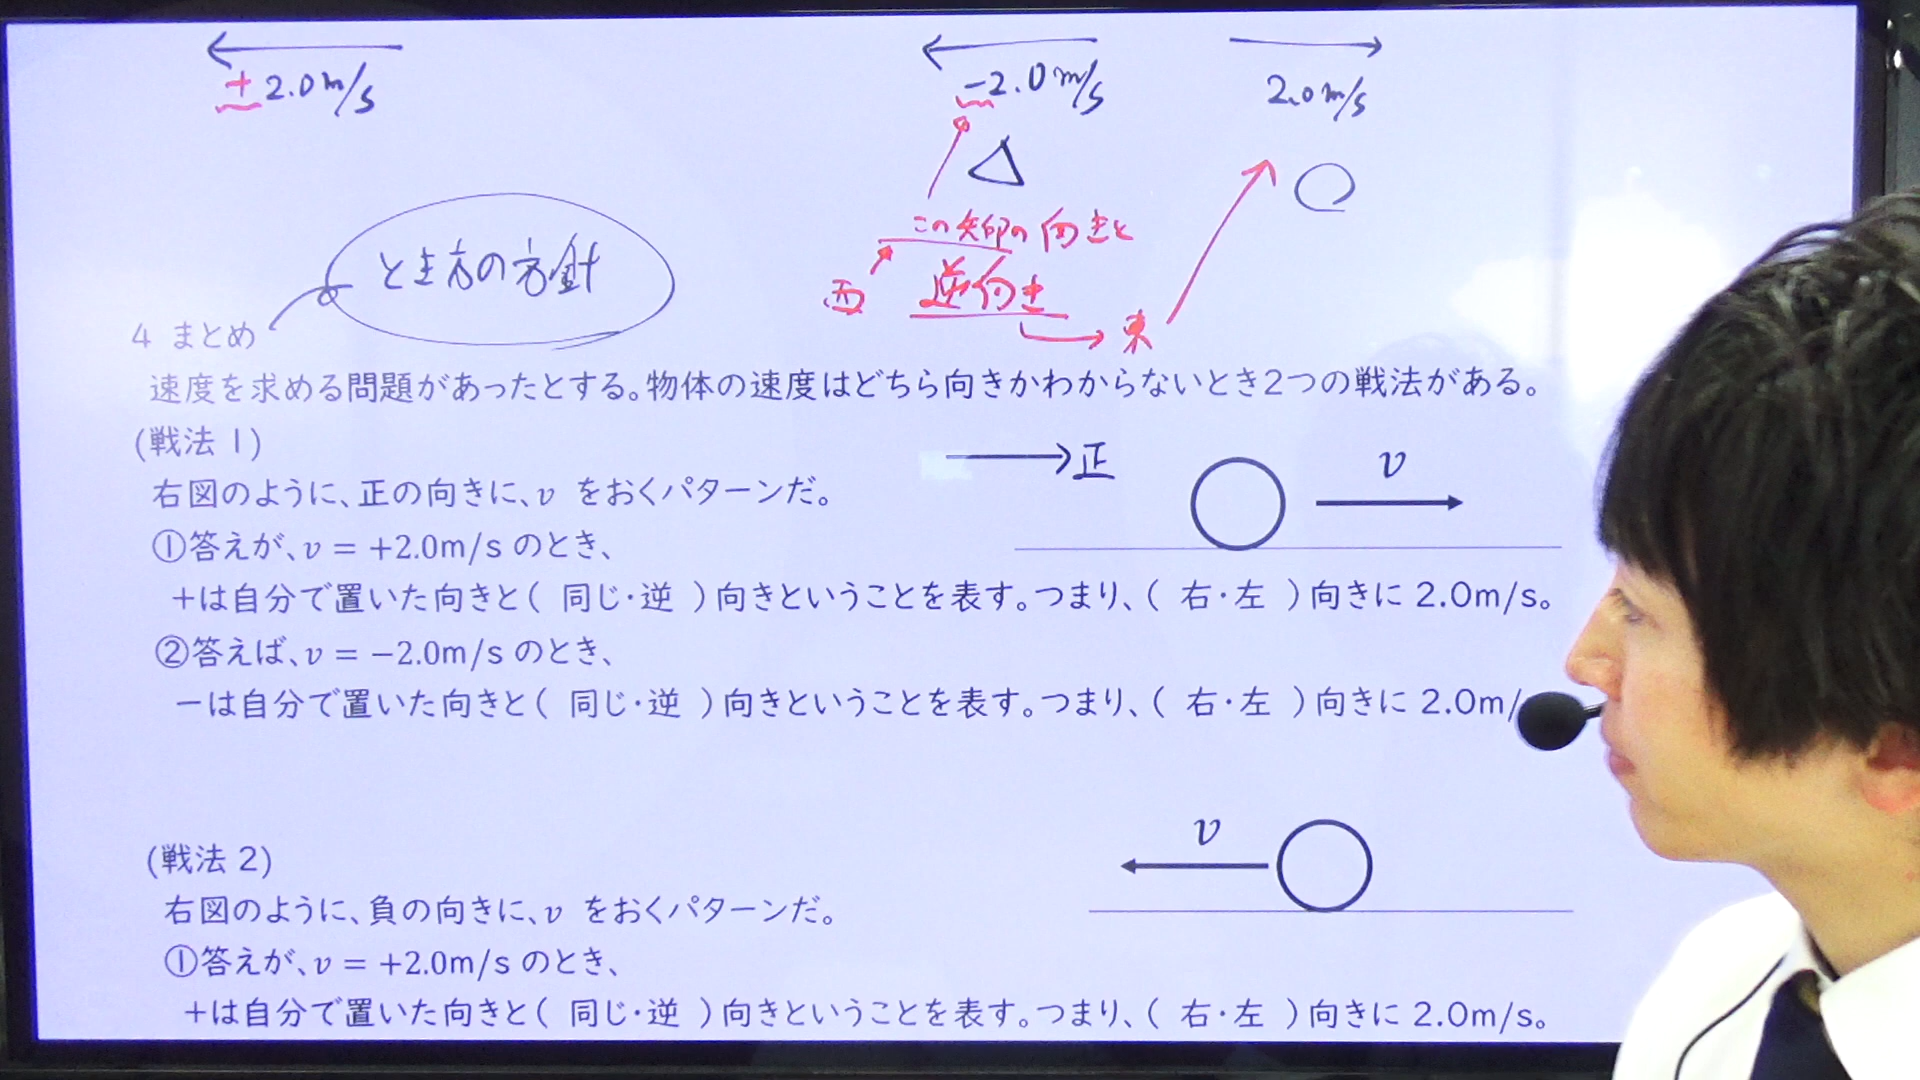 +2.0m/s
-2.0m/s
2.0m/s
この矢印の向きと
西
逆向き
東
とき方の方針
4 まとめ
速度を求める問題があったとする。物体の速度はどちら向きかわからないとき2つの戦法がある。
(戦法1)
正
v
右図のように、正の向きに、v をおくパターンだ。
①答えが、v = +2.0m/s のとき、
+は自分で置いた向きと( 同じ・逆 )向きということを表す。つまり、( 右・左 )向きに 2.0m/s。
②答えば、v = −2.0m/s のとき、
−は自分で置いた向きと( 同じ・逆 )向きということを表す。つまり、( 右・左 )向きに 2.0m/
v
(戦法2)
右図のように、負の向きに、v をおくパターンだ。
①答えが、v = +2.0m/s のとき、
+は自分で置いた向きと( 同じ・逆 )向きということを表す。つまり、( 右・左 )向きに 2.0m/s。